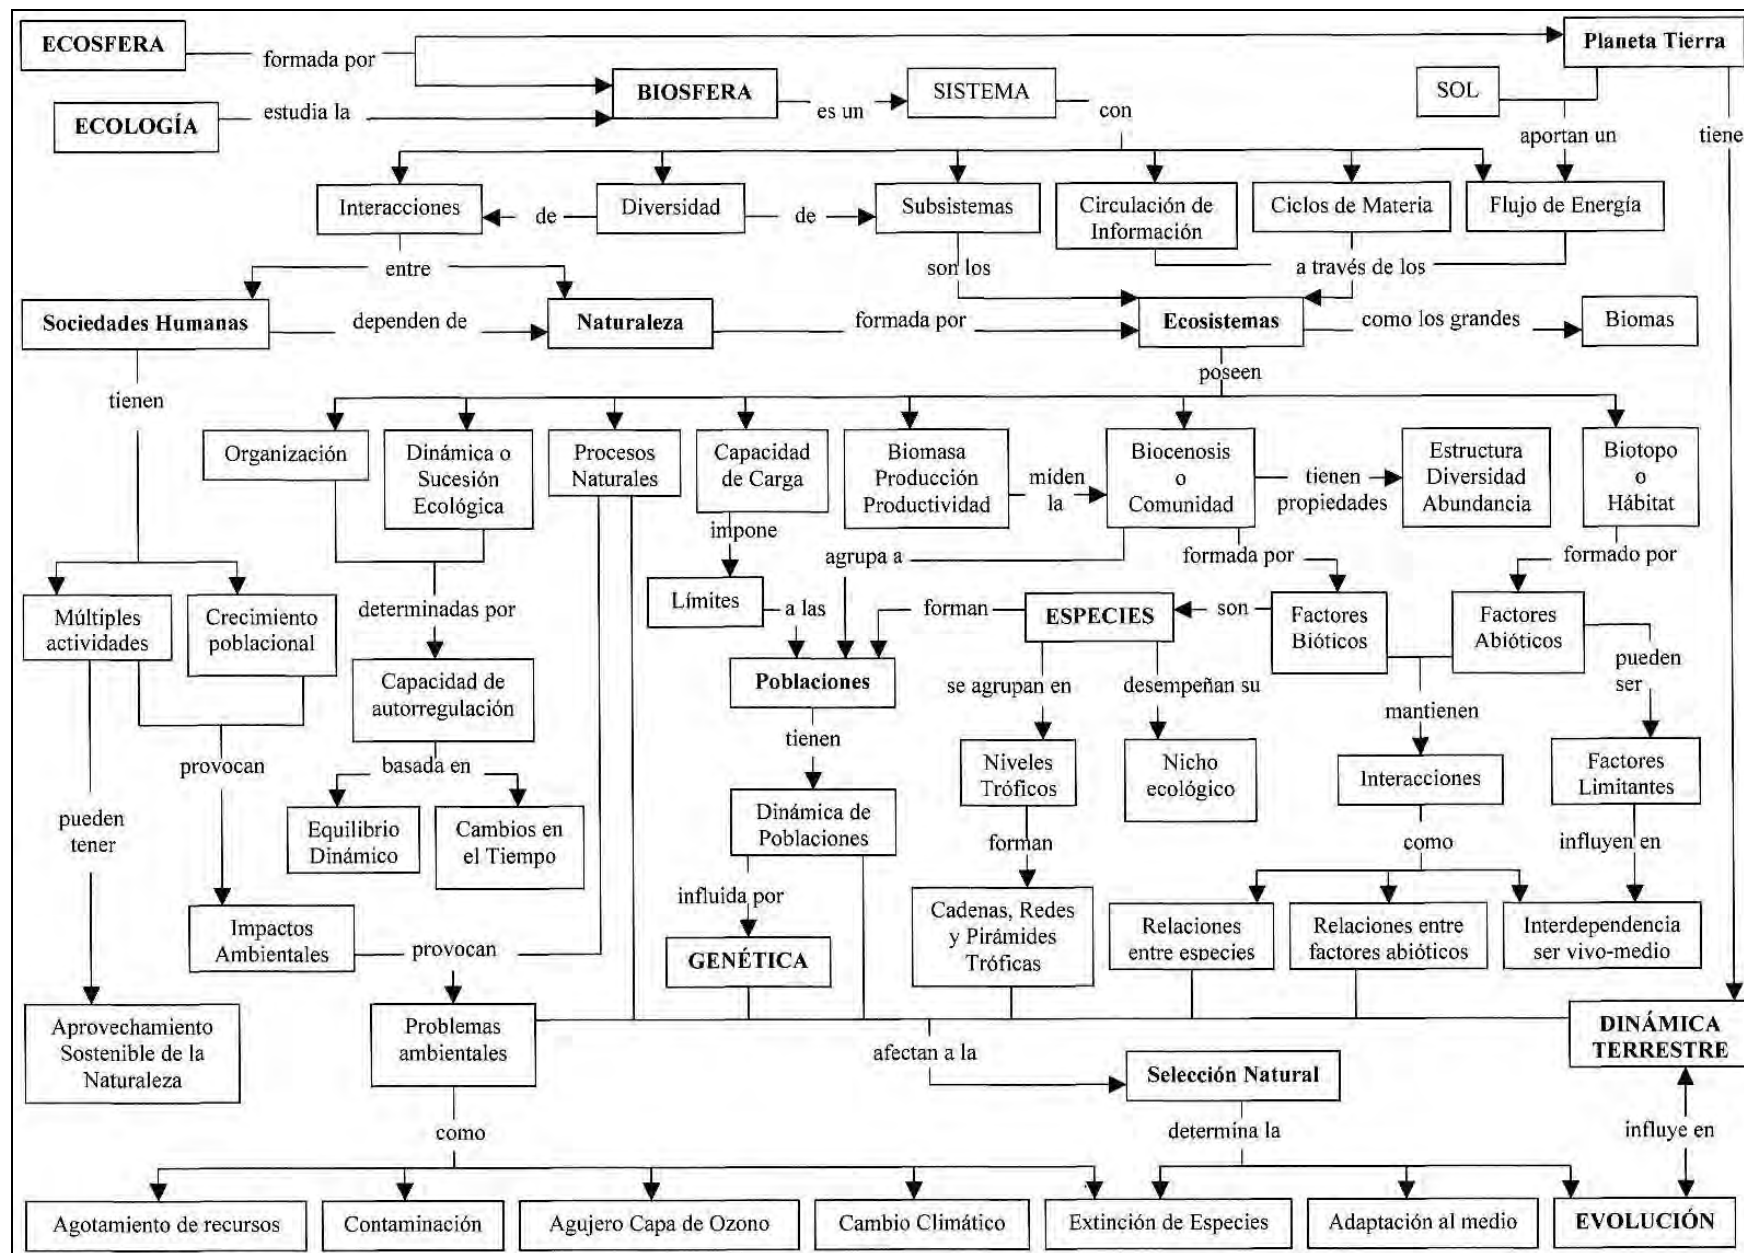 ECOSFERA
formada por
Planeta Tierra
BIOSFERA
SISTEMA
SOL
ECOLOGÍA
estudia la
es un
con
aportan un
tiene
Interacciones
de
Diversidad
de
Subsistemas
Circulación de
Información
Ciclos de Materia
Flujo de Energía
entre
son los
a través de los
Sociedades Humanas
dependen de
Naturaleza
formada por
Ecosistemas
como los grandes
Biomas
poseen
tienen
Organización
Dinámica o
Sucesión
Ecológica
Procesos
Naturales
Capacidad
de Carga
Biomasa
Producción
Productividad
miden
la
Biocenosis
o
Comunidad
tienen
propiedades
Estructura
Diversidad
Abundancia
Biotopo
o
Hábitat
impone
agrupa a
formada por
formado por
Múltiples
actividades
Crecimiento
poblacional
determinadas por
Límites
a las
forman
ESPECIES
son
Factores
Bióticos
Factores
Abióticos
pueden
ser
Capacidad de
autorregulación
Poblaciones
se agrupan en
desempeñan su
mantienen
provocan
basada en
tienen
Niveles
Tróficos
Nicho
ecológico
Interacciones
Factores
Limitantes
pueden
tener
Equilibrio
Dinámico
Cambios en
el Tiempo
Dinámica de
Poblaciones
forman
como
influyen en
influida por
Impactos
Ambientales
provocan
GENÉTICA
Cadenas, Redes
y Pirámides
Tróficas
Relaciones
entre especies
Relaciones entre
factores abióticos
Interdependencia
ser vivo-medio
Aprovechamiento
Sostenible de la
Naturaleza
Problemas
ambientales
afectan a la
Selección Natural
DINÁMICA
TERRESTRE
como
determina la
influye en
Agotamiento de recursos
Contaminación
Agujero Capa de Ozono
Cambio Climático
Extinción de Especies
Adaptación al medio
EVOLUCIÓN